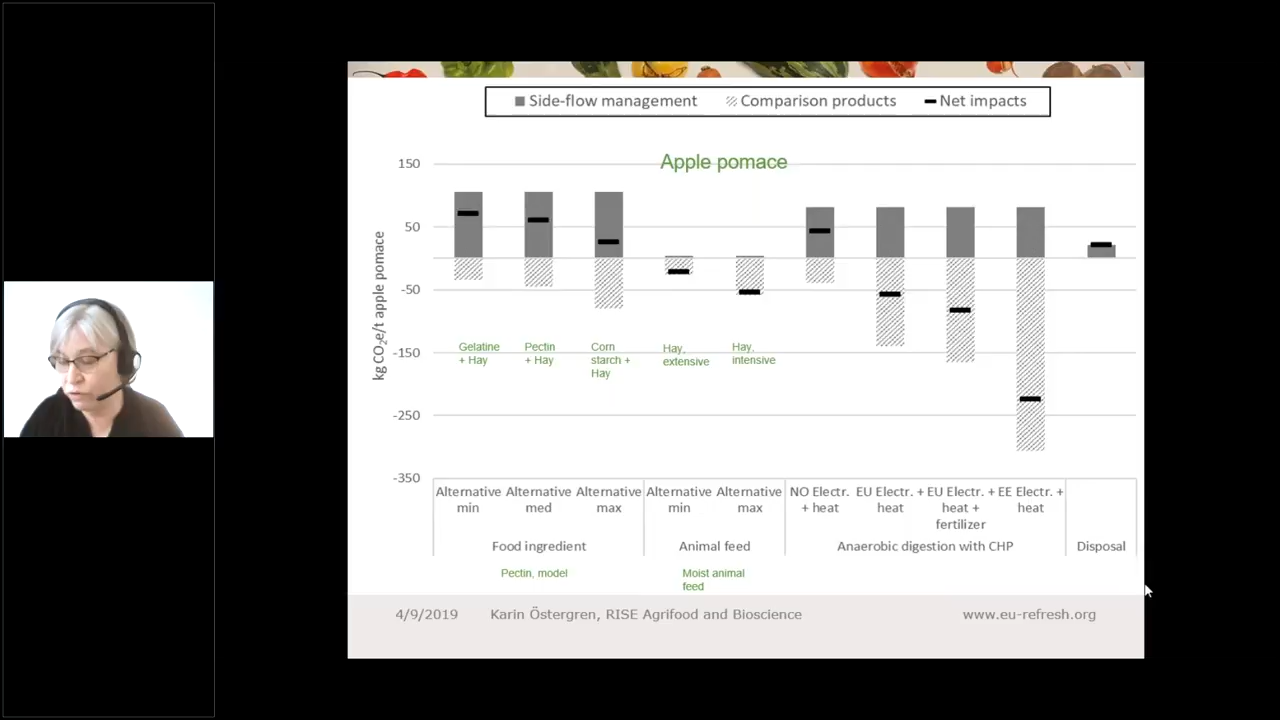 Side-flow management Comparison products Net impacts
Apple pomace
kg CO₂e/t apple pomace
150
50
-50
-150
-250
-350
Gelatine
+ Hay
Pectin
+ Hay
Corn
starch +
Hay
Hay,
extensive
Hay,
intensive
Alternative
min
Alternative
med
Alternative
max
Alternative
min
Alternative
max
NO Electr.
+ heat
EU Electr. +
heat
EU Electr. +
heat +
fertilizer
EE Electr. +
heat
Food ingredient
Animal feed
Anaerobic digestion with CHP
Disposal
Pectin, model
Moist animal
feed
4/9/2019 Karin Östergren, RISE Agrifood and Bioscience www.eu-refresh.org